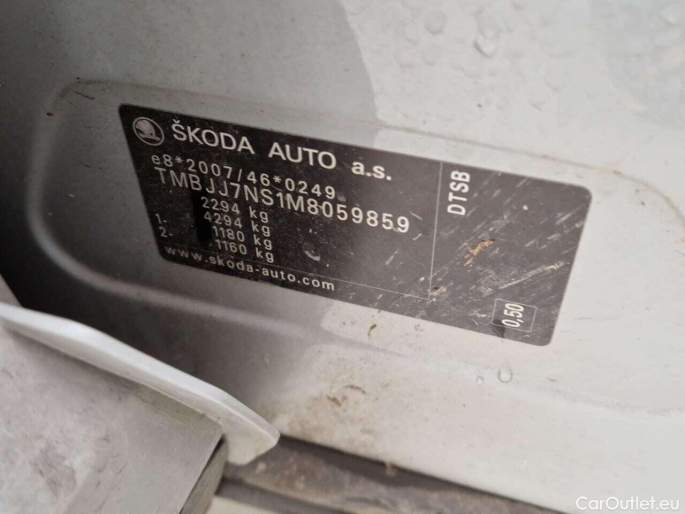 ŠKODA AUTO a.s.
e8*2007/46*0249
TMBJJ7NS1M8059859
2294 kg
4294 kg
1- 1180 kg
2- 1160 kg
www.skoda-auto.com
DTSB
0,50
CarOutlet.eu